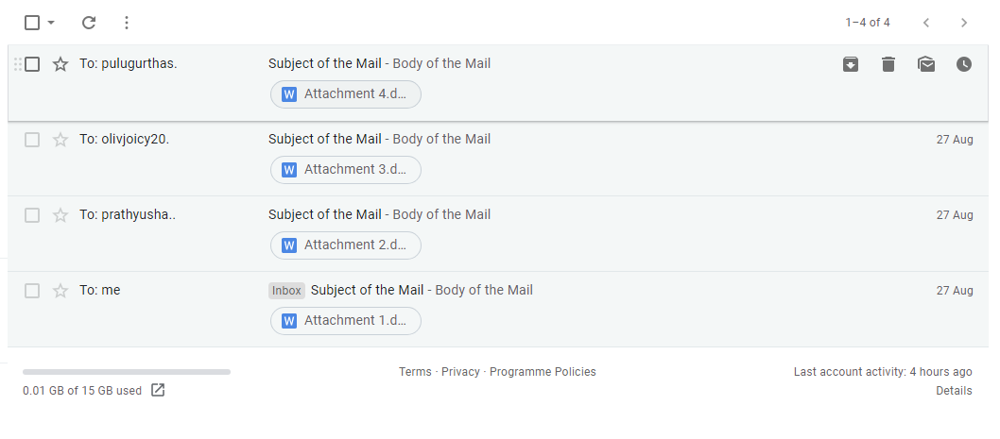 1–4 of 4
To: pulugurthas. Subject of the Mail - Body of the Mail
W Attachment 4.d...
To: olivjoicy20. Subject of the Mail - Body of the Mail 27 Aug
W Attachment 3.d...
To: prathyusha.. Subject of the Mail - Body of the Mail 27 Aug
W Attachment 2.d...
To: me Inbox Subject of the Mail - Body of the Mail 27 Aug
W Attachment 1.d...
Terms · Privacy · Programme Policies Last account activity: 4 hours ago
0.01 GB of 15 GB used Details